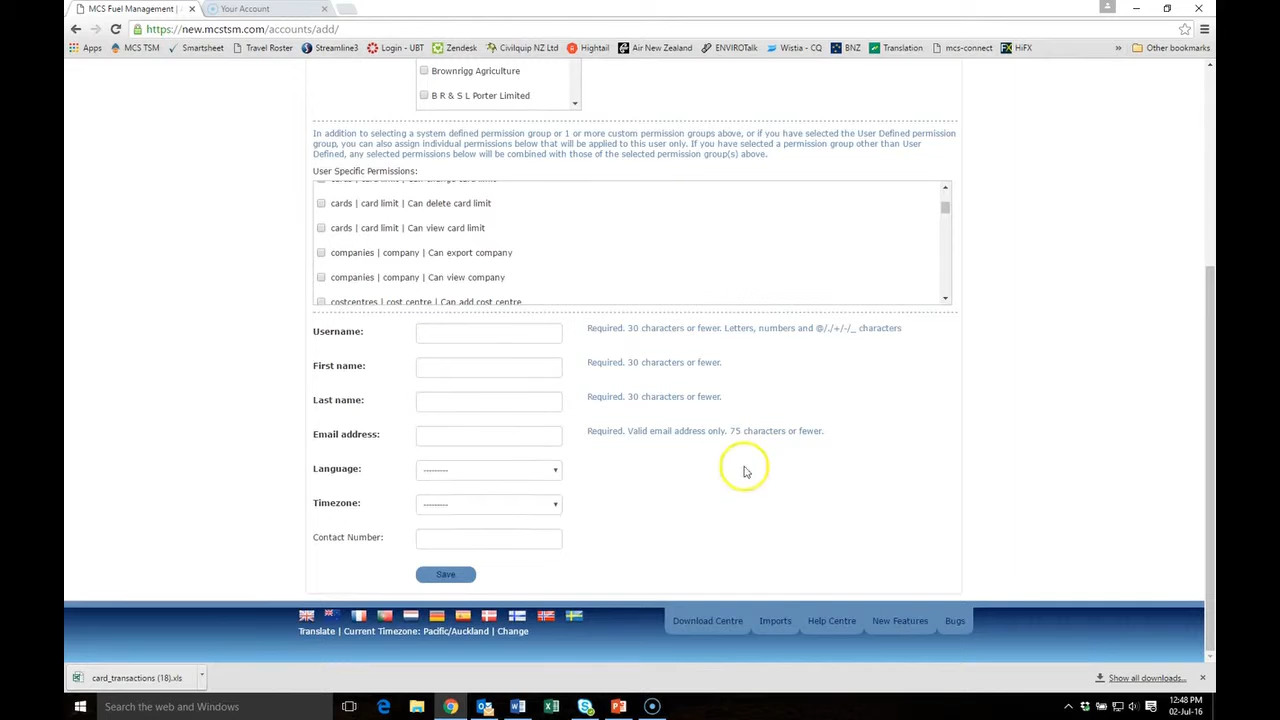 MCS Fuel Management |
Your Account
https://new.mcstsm.com/accounts/add/
Apps MCS TSM Smartsheet Travel Roster Streamline3 Login - UBT Zendesk Civilquip NZ Ltd Hightail Air New Zealand ENVIROTalk Wistia - CQ BNZ Translation mcs-connect HiFX » Other bookmarks
Brownrigg Agriculture
B R & S L Porter Limited
In addition to selecting a system defined permission group or 1 or more custom permission groups above, or if you have selected the User Defined permission
group, you can also assign individual permissions below that will be applied to this user only. If you have selected a permission group other than User
Defined, any selected permissions below will be combined with those of the selected permission group(s) above.
User Specific Permissions:
cards | card limit | Can change card limit
cards | card limit | Can delete card limit
cards | card limit | Can view card limit
companies | company | Can export company
companies | company | Can view company
costcentres | cost centre | Can add cost centre
Username: Required. 30 characters or fewer. Letters, numbers and @/./+/-/_ characters
First name: Required. 30 characters or fewer.
Last name: Required. 30 characters or fewer.
Email address: Required. Valid email address only. 75 characters or fewer.
Language: ---------
Timezone: ---------
Contact Number:
Save
Translate | Current Timezone: Pacific/Auckland | Change
Download Centre Imports Help Centre New Features Bugs
card_transactions (18).xls
Show all downloads...
Search the web and Windows
12:48 PM
02-Jul-16